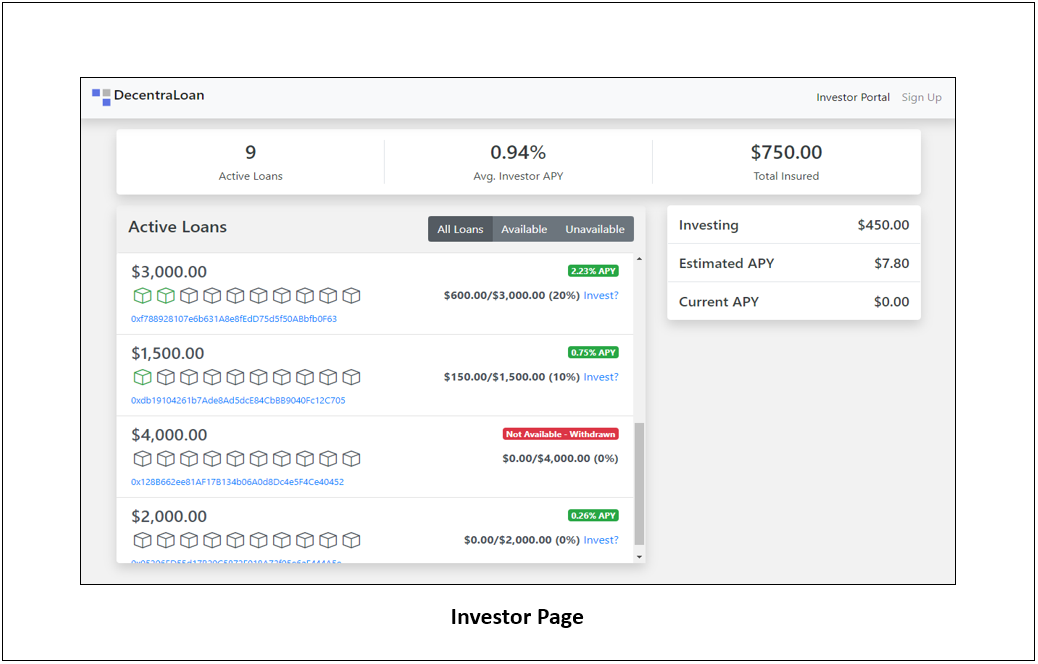 DecentraLoan
Investor Portal Sign Up
9 0.94% $750.00
Active Loans Avg. Investor APY Total Insured
Active Loans
All Loans Available Unavailable
$3,000.00
2.23% APY
$600.00/$3,000.00 (20%) Invest?
0xf788928107e6b631A8e8fEdD75d5f50ABbfb0F63
$1,500.00
0.75% APY
$150.00/$1,500.00 (10%) Invest?
0xdb19104261b7Ade8Ad5dcE84CbBB9040Fc12C705
$4,000.00
Not Available - Withdrawn
$0.00/$4,000.00 (0%)
0x128B662ee81AF17B134b06A0d8Dc4e5F4Ce40452
$2,000.00
0.26% APY
$0.00/$2,000.00 (0%) Invest?
Investing $450.00
Estimated APY $7.80
Current APY $0.00
Investor Page